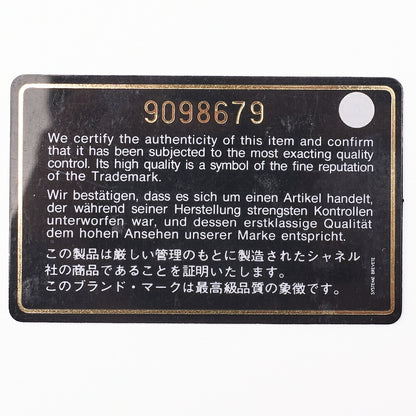 9098679
We certify the authenticity of this item and confirm
that it has been subjected to the most exacting quality
control. Its high quality is a symbol of the fine reputation
of the Trademark.
Wir bestätigen, dass es sich um einen Artikel handelt,
der während seiner Herstellung strengsten Kontrollen
unterworfen war, und dessen erstklassige Qualität
dem hohen Ansehen unserer Marke entspricht.
この製品は厳しい管理のもとに製造されたシャネル
社の商品であることを証明いたします。
このブランド・マークは最高級品質の象徴です。
SYSTEME BREVETE